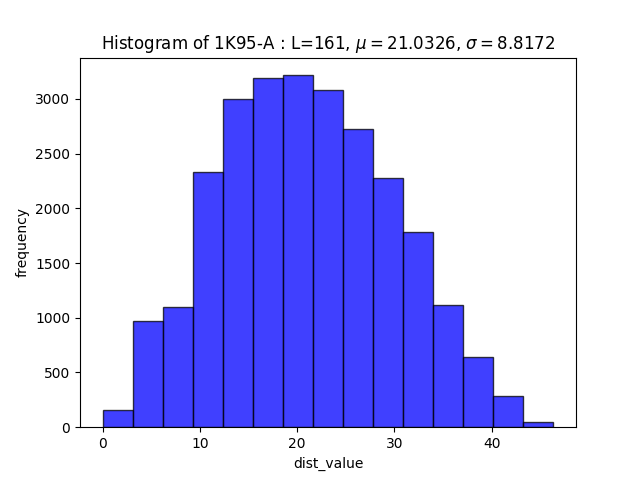 Histogram of 1K95-A : L=161, μ = 21.0326, σ = 8.8172
3000
2500
2000
1500
1000
500
0
frequency
0 10 20 30 40
dist_value